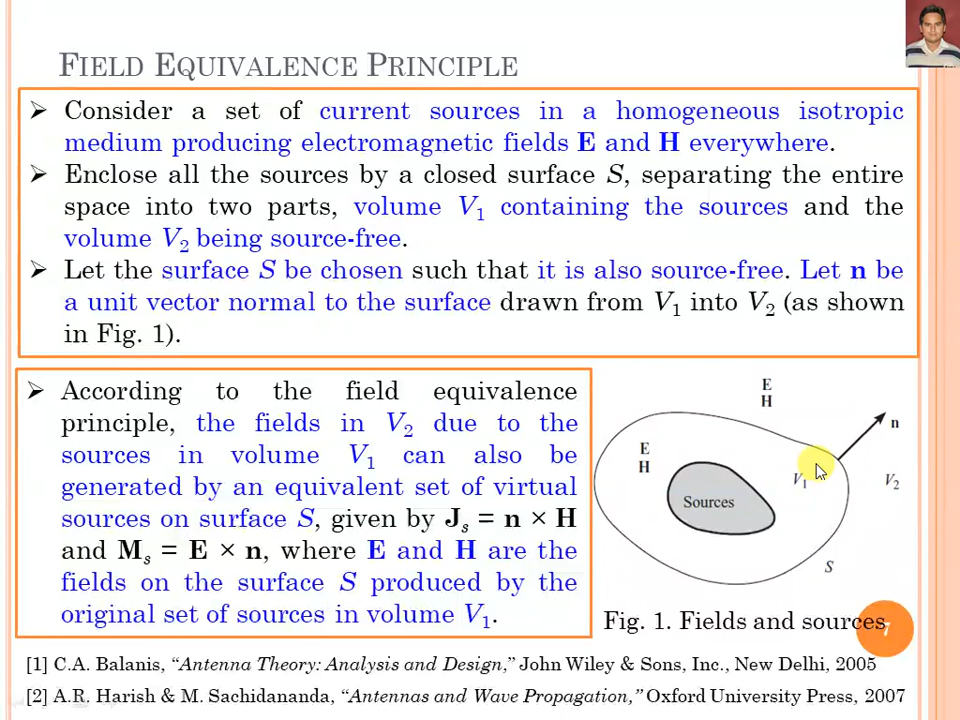 FIELD EQUIVALENCE PRINCIPLE
➢ Consider a set of current sources in a homogeneous isotropic
medium producing electromagnetic fields E and H everywhere.
➢ Enclose all the sources by a closed surface S, separating the entire
space into two parts, volume V₁ containing the sources and the
volume V₂ being source-free.
➢ Let the surface S be chosen such that it is also source-free. Let n be
a unit vector normal to the surface drawn from V₁ into V₂ (as shown
in Fig. 1).
➢ According to the field equivalence
principle, the fields in V₂ due to the
sources in volume V₁ can also be
generated by an equivalent set of virtual
sources on surface S, given by Jₛ = n × H
and Mₛ = E × n, where E and H are the
fields on the surface S produced by the
original set of sources in volume V₁.
E
H
n
E
H
V₁
V₂
Sources
S
Fig. 1. Fields and sources
7
[1] C.A. Balanis, “Antenna Theory: Analysis and Design,” John Wiley & Sons, Inc., New Delhi, 2005
[2] A.R. Harish & M. Sachidananda, “Antennas and Wave Propagation,” Oxford University Press, 2007